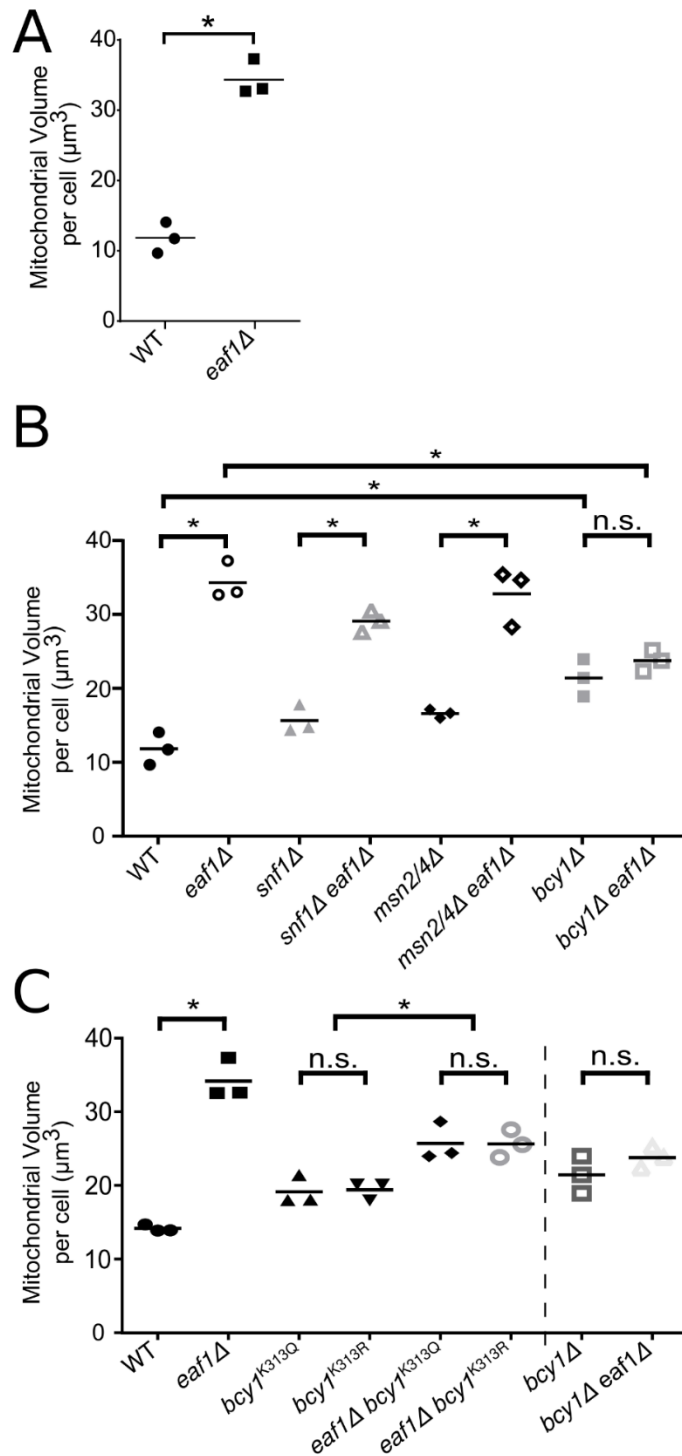 A
*
40
30
20
10
0
Mitochondrial Volume
per cell (µm³)
WT
eaf1Δ
B
*
*
*
*
*
n.s.
40
30
20
10
0
Mitochondrial Volume
per cell (µm³)
WT
eaf1Δ
snf1Δ
snf1Δ eaf1Δ
msn2/4Δ
msn2/4Δ eaf1Δ
bcy1Δ
bcy1Δ eaf1Δ
C
*
*
n.s.
n.s.
n.s.
40
30
20
10
0
Mitochondrial Volume
per cell (µm³)
WT
eaf1Δ
bcy1ᴷ³¹³Q
bcy1ᴷ³¹³ᴿ
eaf1Δ bcy1ᴷ³¹³Q
eaf1Δ bcy1ᴷ³¹³ᴿ
bcy1Δ
bcy1Δ eaf1Δ